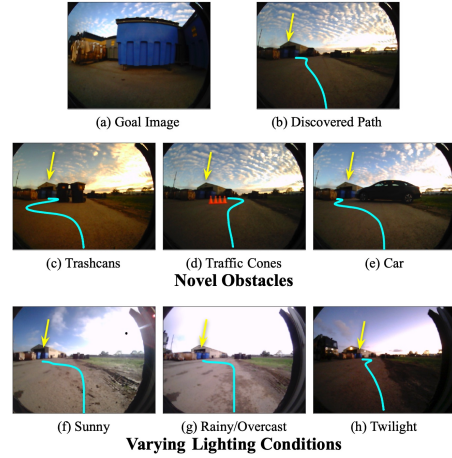 (a) Goal Image
(b) Discovered Path
(c) Trashcans
(d) Traffic Cones
(e) Car
Novel Obstacles
(f) Sunny
(g) Rainy/Overcast
(h) Twilight
Varying Lighting Conditions